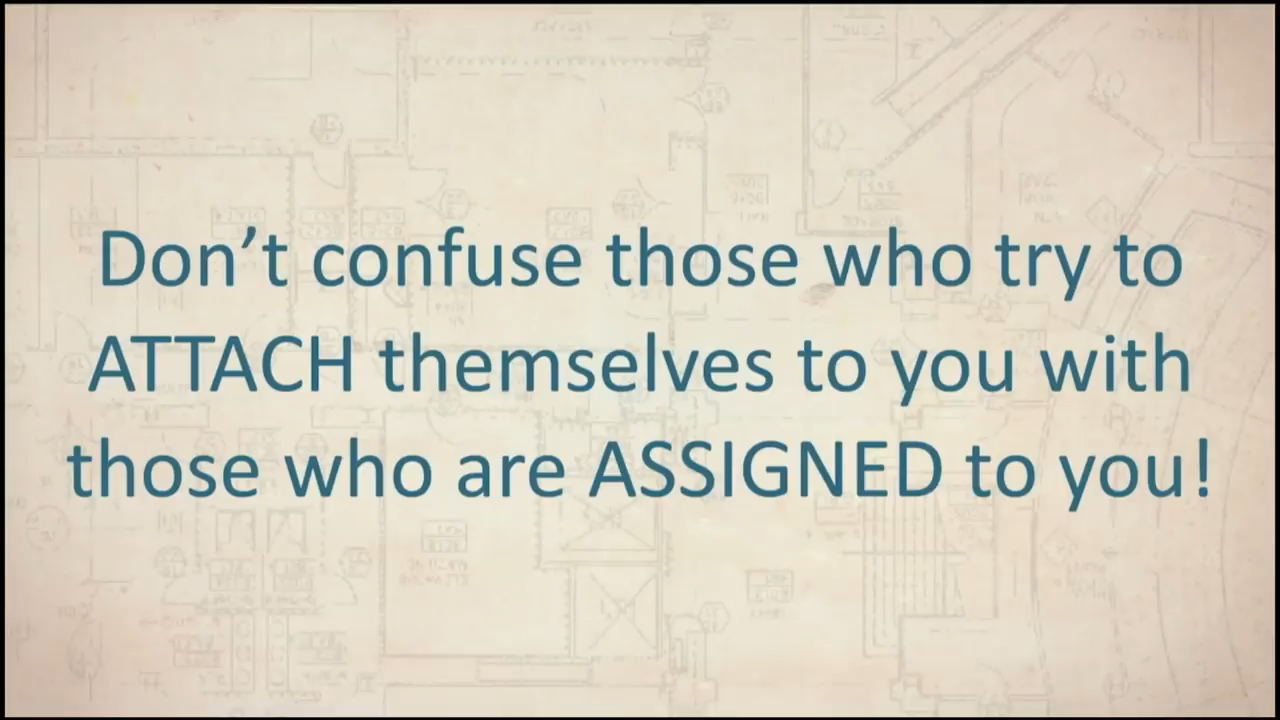 Don’t confuse those who try to
ATTACH themselves to you with
those who are ASSIGNED to you!